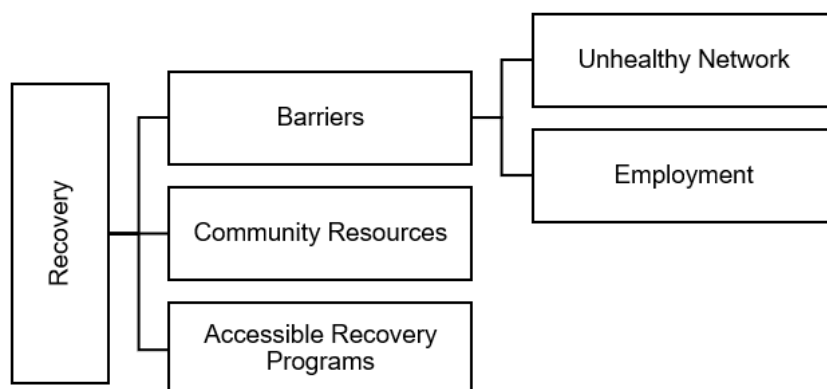 Recovery
Barriers
Community Resources
Accessible Recovery
Programs
Unhealthy Network
Employment